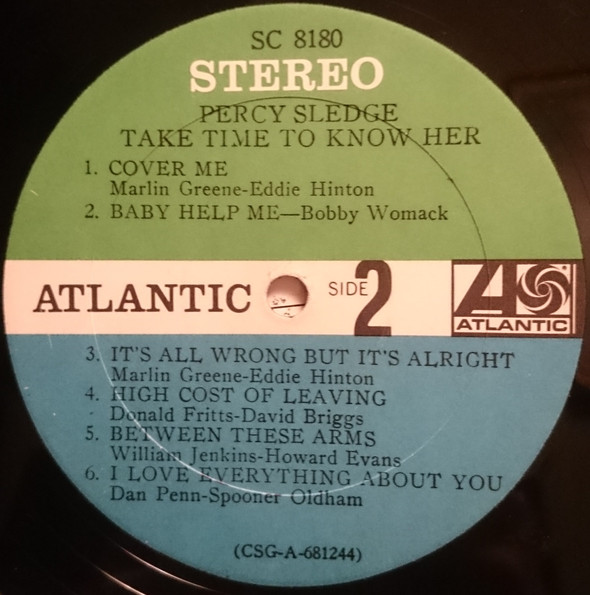 SC 8180
STEREO
PERCY SLEDGE
TAKE TIME TO KNOW HER
1. COVER ME
Marlin Greene-Eddie Hinton
2. BABY HELP ME—Bobby Womack
ATLANTIC SIDE 2
ATLANTIC
3. IT'S ALL WRONG BUT IT'S ALRIGHT
Marlin Greene-Eddie Hinton
4. HIGH COST OF LEAVING
Donald Fritts-David Briggs
5. BETWEEN THESE ARMS
William Jenkins-Howard Evans
6. I LOVE EVERYTHING ABOUT YOU
Dan Penn-Spooner Oldham
(CSG-A-681244)